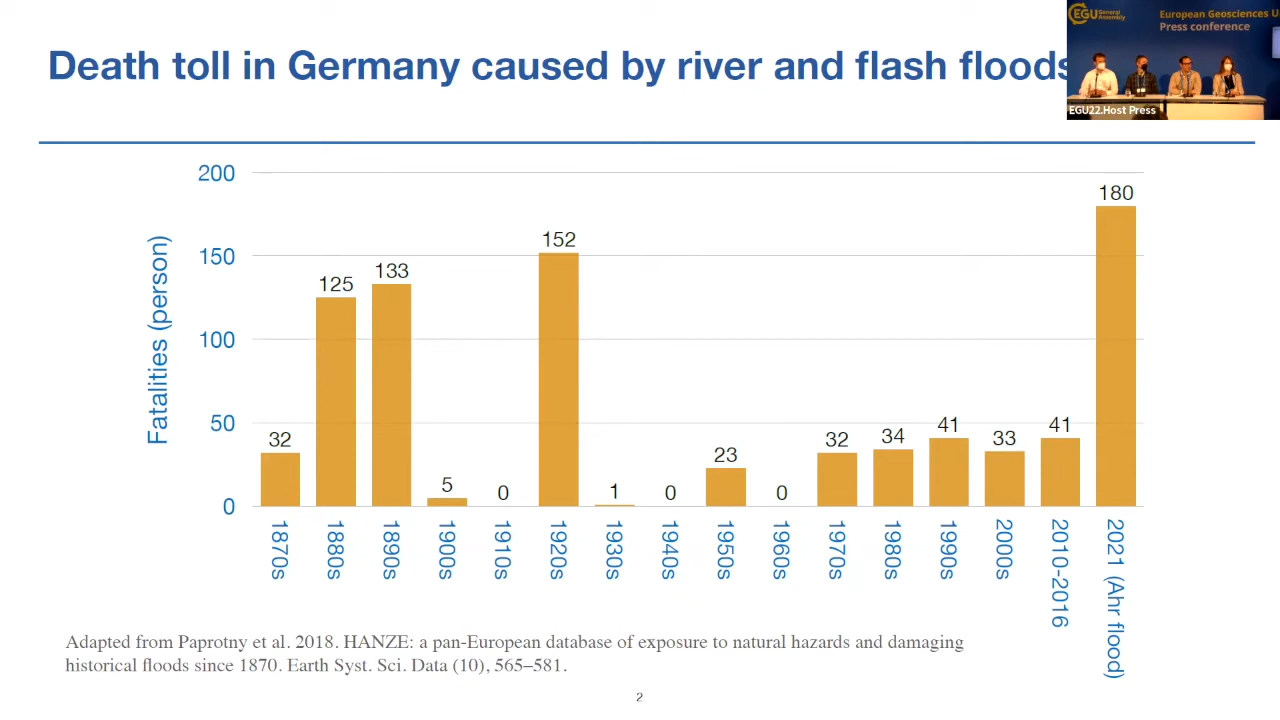 Death toll in Germany caused by river and flash floods
EGU General
Assembly
European Geosciences U
Press conference
EGU22.Host Press
Fatalities (person)
200
150
100
50
0
32
125
133
5
0
152
1
0
23
0
32
34
41
33
41
180
1870s
1880s
1890s
1900s
1910s
1920s
1930s
1940s
1950s
1960s
1970s
1980s
1990s
2000s
2010-2016
2021 (Ahr flood)
Adapted from Paprotny et al. 2018. HANZE: a pan-European database of exposure to natural hazards and damaging
historical floods since 1870. Earth Syst. Sci. Data (10), 565–581.
2